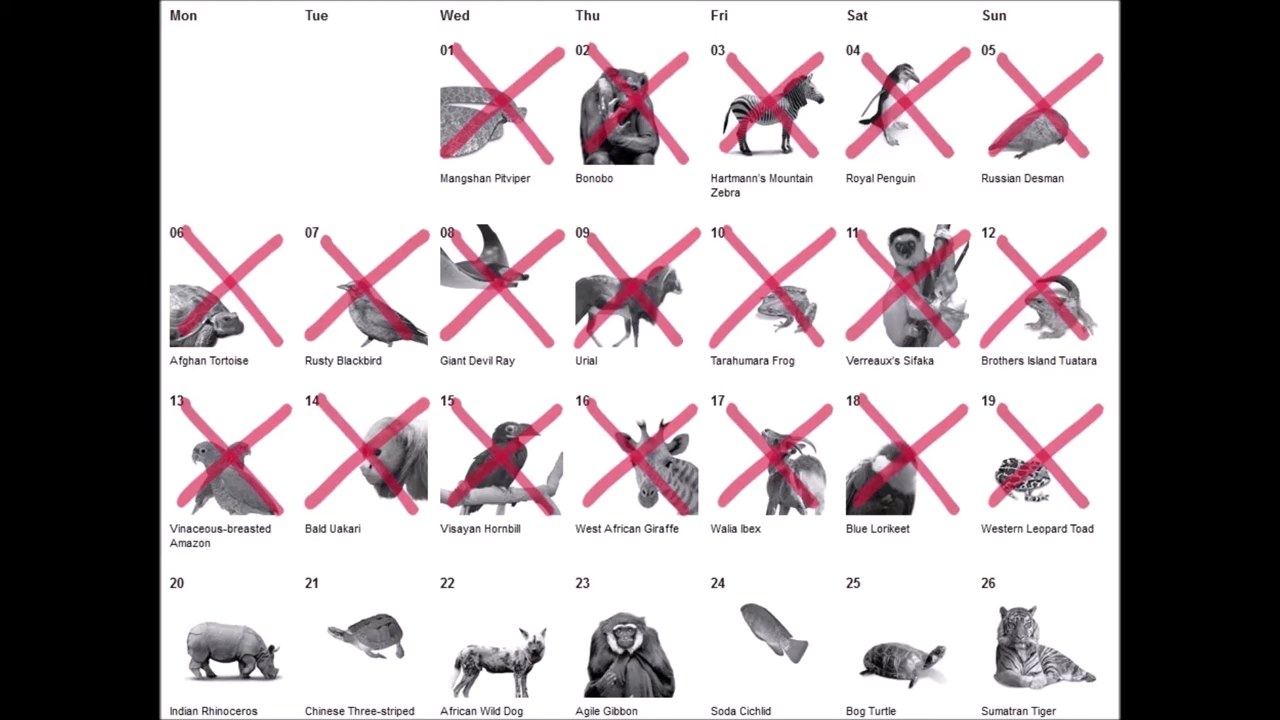 Mon Tue Wed Thu Fri Sat Sun
01 02 03 04 05
Mangshan Pitviper Bonobo Hartmann's Mountain Royal Penguin Russian Desman
Zebra
06 07 08 09 10 11 12
Afghan Tortoise Rusty Blackbird Giant Devil Ray Urial Tarahumara Frog Verreaux's Sifaka Brothers Island Tuatara
13 14 15 16 17 18 19
Vinaceous-breasted Bald Uakari Visayan Hornbill West African Giraffe Walia Ibex Blue Lorikeet Western Leopard Toad
Amazon
20 21 22 23 24 25 26
Indian Rhinoceros Chinese Three-striped African Wild Dog Agile Gibbon Soda Cichlid Bog Turtle Sumatran Tiger